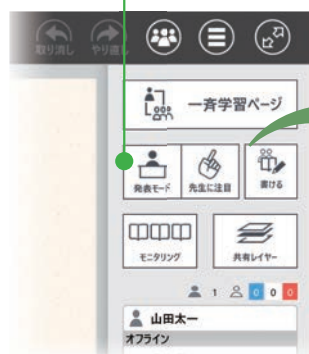 取り消し やり直し
一斉学習ページ
発表モード 先生に注目 書ける
モニタリング 共有レイヤー
1 0 0 0
山田太一
オフライン